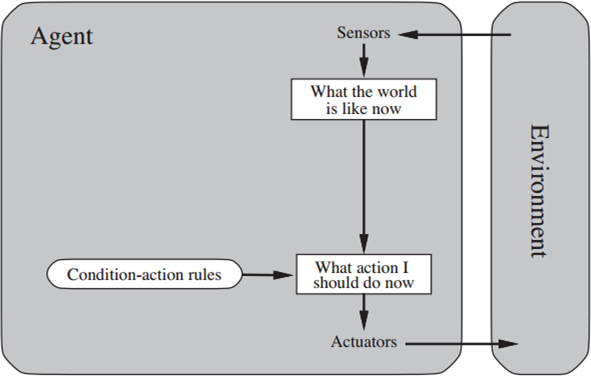 Agent
Sensors
What the world
is like now
Environment
Condition-action rules
What action I
should do now
Actuators